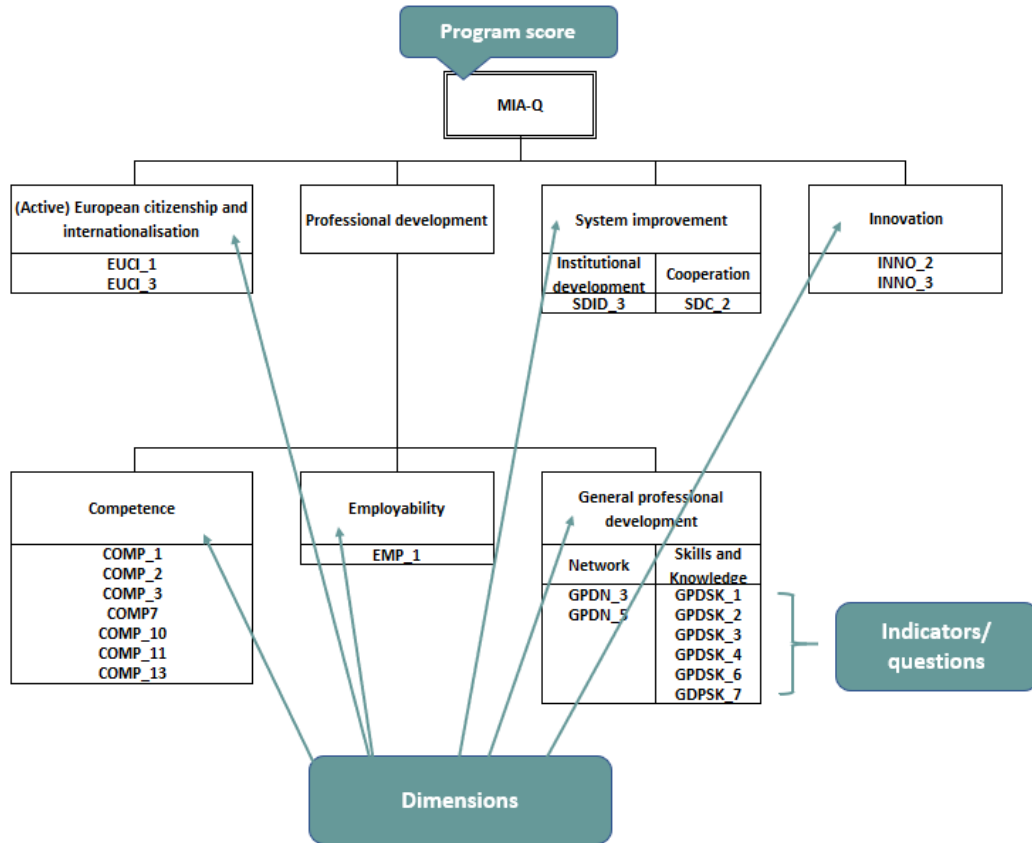 Program score
MIA-Q
(Active) European citizenship and
internationalisation
EUCI_1
EUCI_3
Professional development
System improvement
Institutional
development
SDID_3
Cooperation
SDC_2
Innovation
INNO_2
INNO_3
Competence
COMP_1
COMP_2
COMP_3
COMP7
COMP_10
COMP_11
COMP_13
Employability
EMP_1
General professional
development
Network
GPDN_3
GPDN_5
Skills and
Knowledge
GPDSK_1
GPDSK_2
GPDSK_3
GPDSK_4
GPDSK_6
GDPSK_7
Indicators/
questions
Dimensions